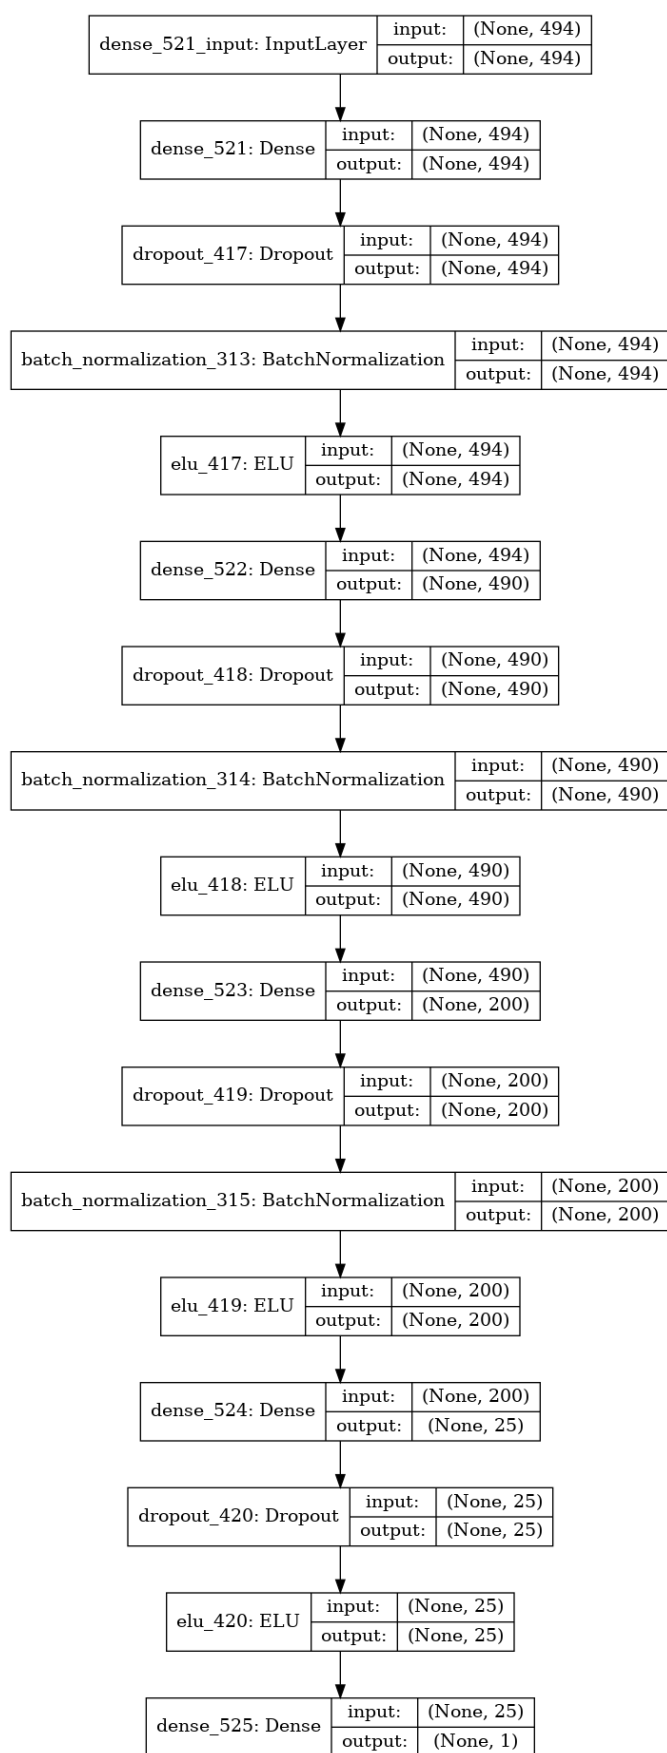 dense_521_input: InputLayer input: (None, 494)
output: (None, 494)
dense_521: Dense input: (None, 494)
output: (None, 494)
dropout_417: Dropout input: (None, 494)
output: (None, 494)
batch_normalization_313: BatchNormalization input: (None, 494)
output: (None, 494)
elu_417: ELU input: (None, 494)
output: (None, 494)
dense_522: Dense input: (None, 494)
output: (None, 490)
dropout_418: Dropout input: (None, 490)
output: (None, 490)
batch_normalization_314: BatchNormalization input: (None, 490)
output: (None, 490)
elu_418: ELU input: (None, 490)
output: (None, 490)
dense_523: Dense input: (None, 490)
output: (None, 200)
dropout_419: Dropout input: (None, 200)
output: (None, 200)
batch_normalization_315: BatchNormalization input: (None, 200)
output: (None, 200)
elu_419: ELU input: (None, 200)
output: (None, 200)
dense_524: Dense input: (None, 200)
output: (None, 25)
dropout_420: Dropout input: (None, 25)
output: (None, 25)
elu_420: ELU input: (None, 25)
output: (None, 25)
dense_525: Dense input: (None, 25)
output: (None, 1)